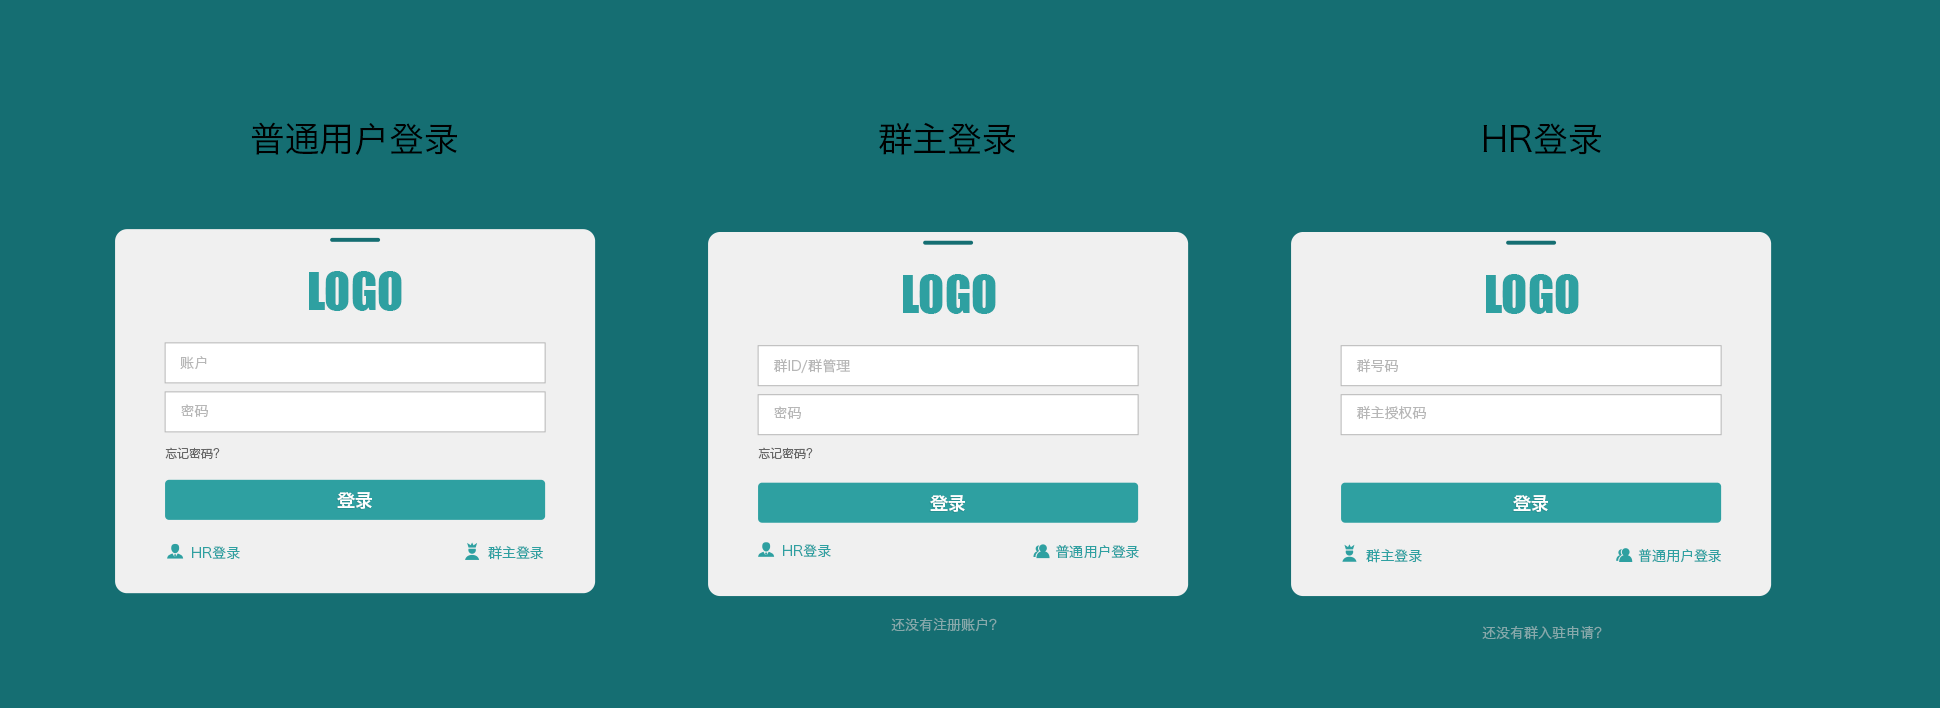 普通用户登录
LOGO
账户
密码
忘记密码?
登录
HR登录
群主登录
群主登录
LOGO
群ID/群管理
密码
忘记密码?
登录
HR登录
普通用户登录
还没有注册账户?
HR登录
LOGO
群号码
群主授权码
登录
群主登录
普通用户登录
还没有群入驻申请?